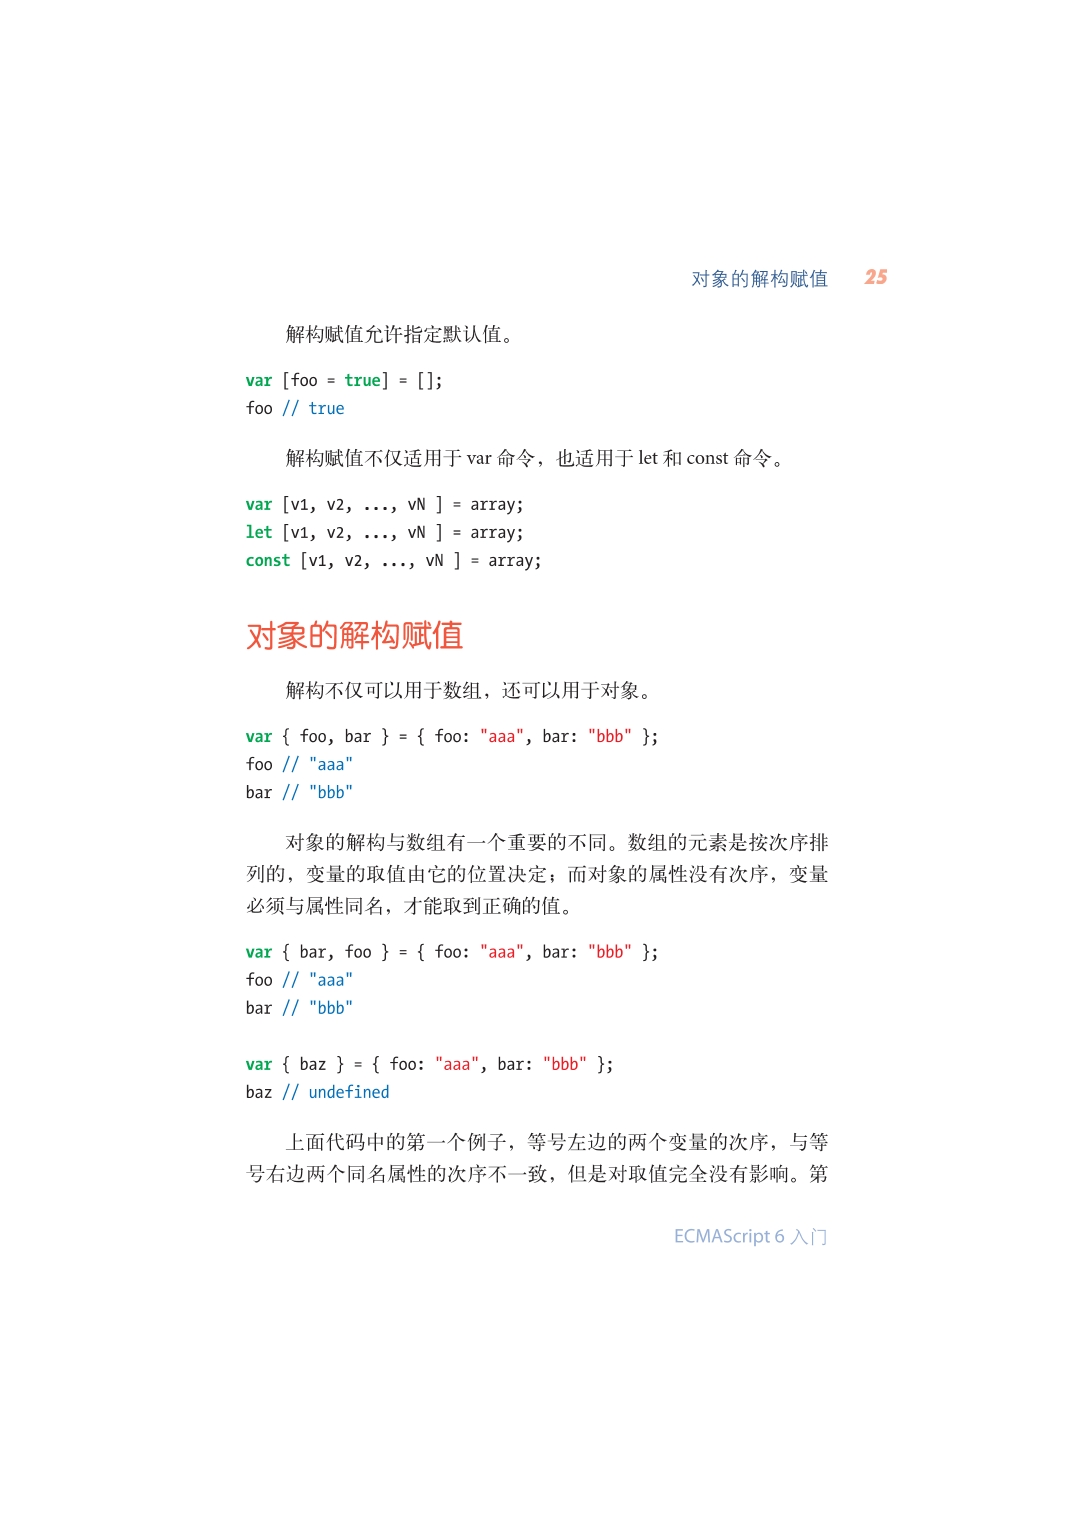 对象的解构赋值 25
解构赋值允许指定默认值。
var [foo = true] = [];
foo // true
解构赋值不仅适用于 var 命令，也适用于 let 和 const 命令。
var [v1, v2, ..., vN ] = array;
let [v1, v2, ..., vN ] = array;
const [v1, v2, ..., vN ] = array;
对象的解构赋值
解构不仅可以用于数组，还可以用于对象。
var { foo, bar } = { foo: "aaa", bar: "bbb" };
foo // "aaa"
bar // "bbb"
对象的解构与数组有一个重要的不同。数组的元素是按次序排
列的，变量的取值由它的位置决定；而对象的属性没有次序，变量
必须与属性同名，才能取到正确的值。
var { bar, foo } = { foo: "aaa", bar: "bbb" };
foo // "aaa"
bar // "bbb"
var { baz } = { foo: "aaa", bar: "bbb" };
baz // undefined
上面代码中的第一个例子，等号左边的两个变量的次序，与等
号右边两个同名属性的次序不一致，但是对取值完全没有影响。第
ECMAScript 6 入门